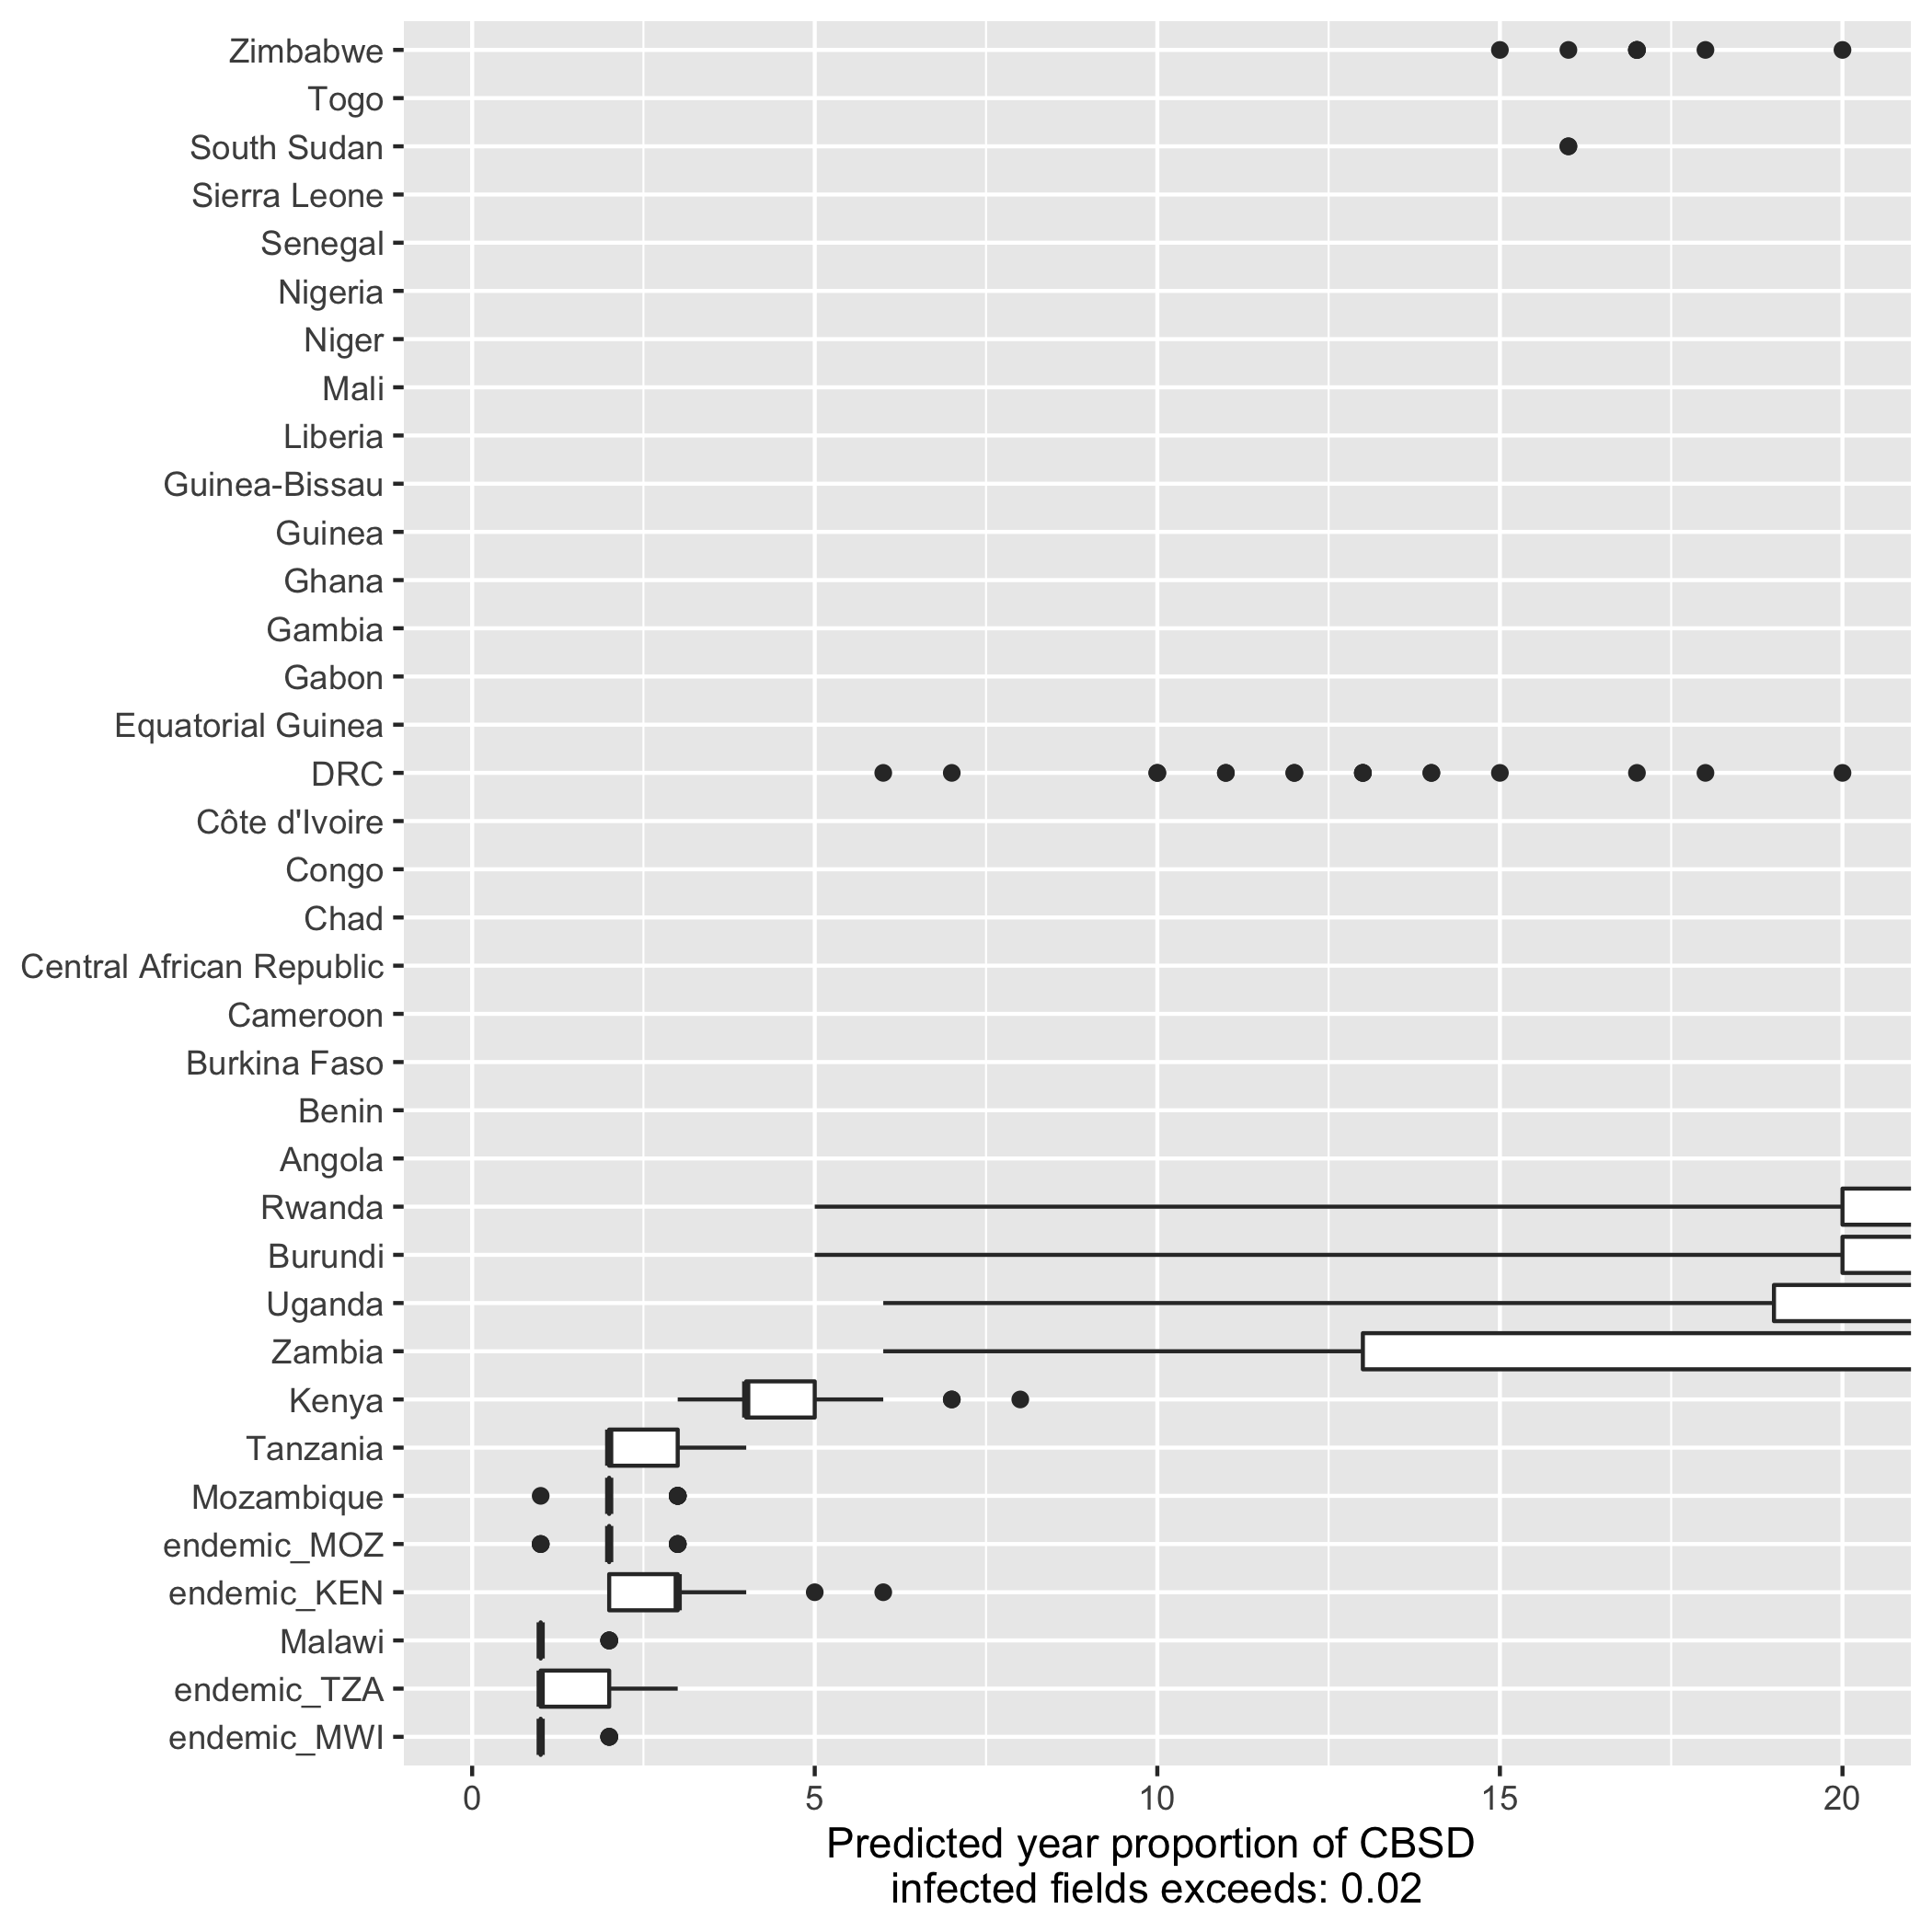 Zimbabwe
Togo
South Sudan
Sierra Leone
Senegal
Nigeria
Niger
Mali
Liberia
Guinea-Bissau
Guinea
Ghana
Gambia
Gabon
Equatorial Guinea
DRC
Côte d'Ivoire
Congo
Chad
Central African Republic
Cameroon
Burkina Faso
Benin
Angola
Rwanda
Burundi
Uganda
Zambia
Kenya
Tanzania
Mozambique
endemic_MOZ
endemic_KEN
Malawi
endemic_TZA
endemic_MWI
0 5 10 15 20
Predicted year proportion of CBSD
infected fields exceeds: 0.02